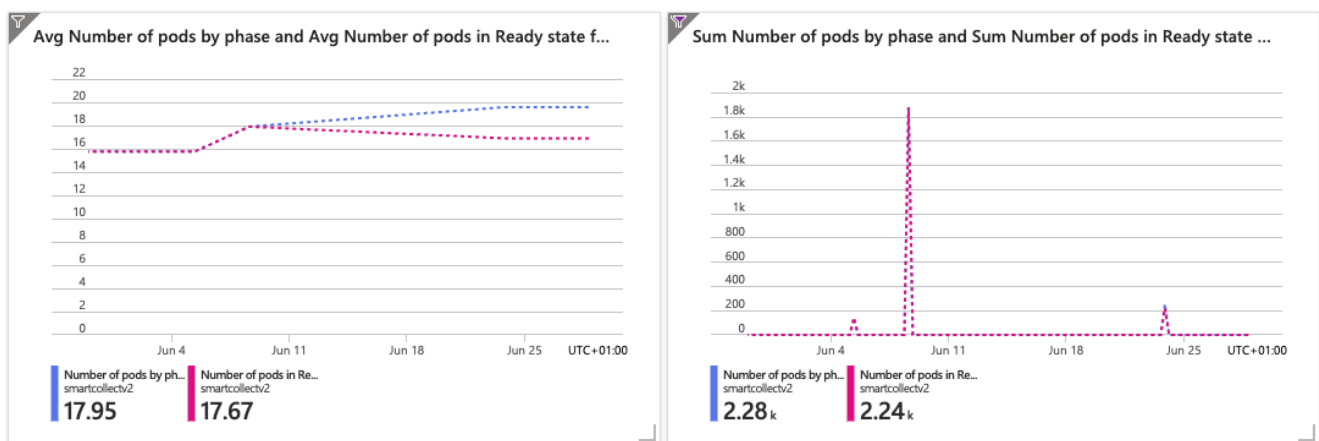 Avg Number of pods by phase and Avg Number of pods in Ready state f...
22
20
18
16
14
12
10
8
6
4
2
0
Jun 4 Jun 11 Jun 18 Jun 25 UTC+01:00
Number of pods by ph... Number of pods in Re...
smartcollectv2 smartcollectv2
17.95 17.67
Sum Number of pods by phase and Sum Number of pods in Ready state ...
2k
1.8k
1.6k
1.4k
1.2k
1k
800
600
400
200
0
Jun 4 Jun 11 Jun 18 Jun 25 UTC+01:00
Number of pods by ph... Number of pods in Re...
smartcollectv2 smartcollectv2
2.28 k 2.24 k